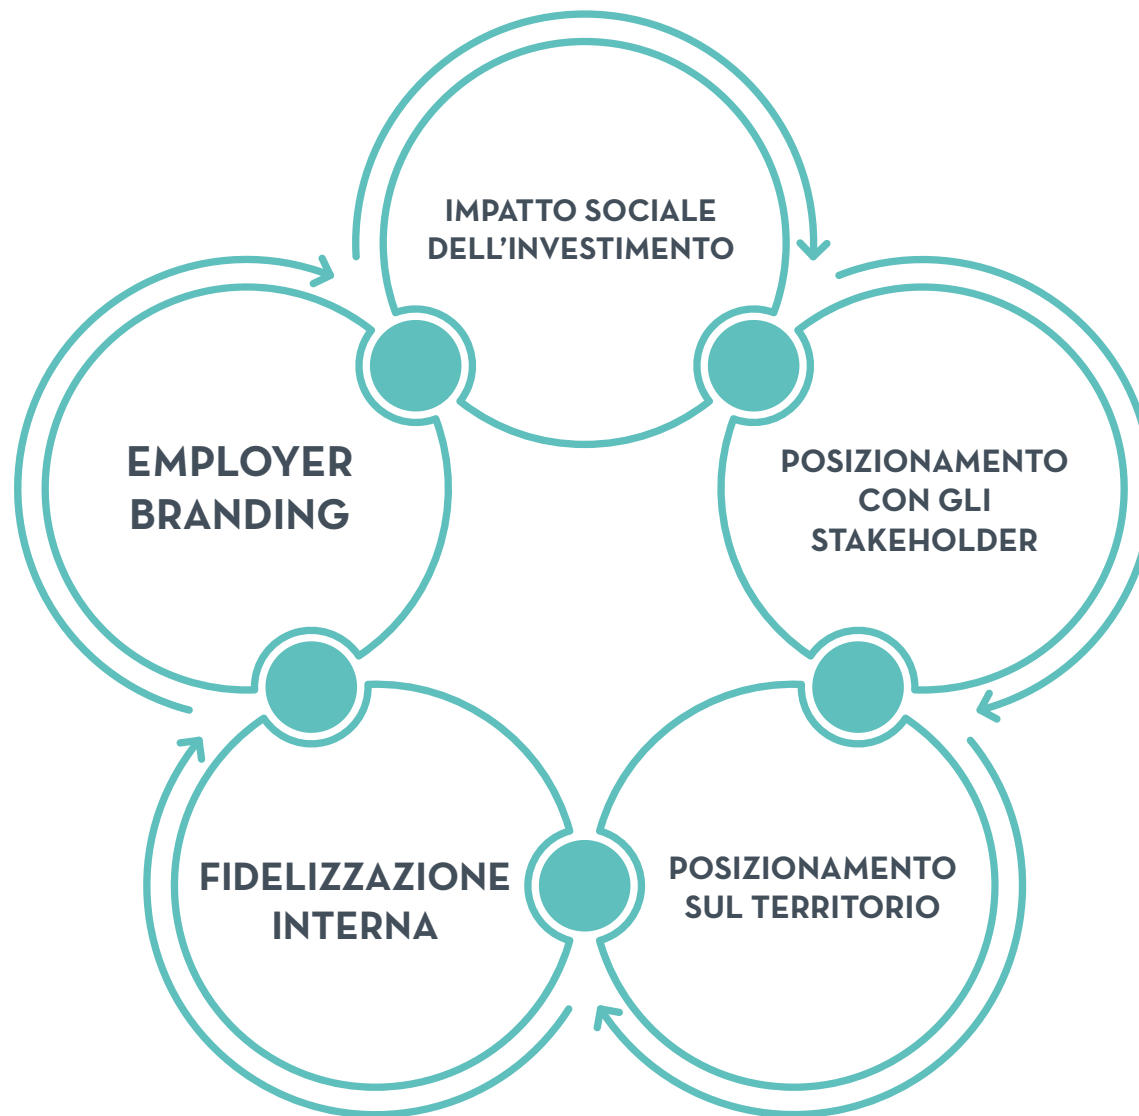 IMPATTO SOCIALE
DELL'INVESTIMENTO
EMPLOYER
BRANDING
POSIZIONAMENTO
CON GLI
STAKEHOLDER
FIDELIZZAZIONE
INTERNA
POSIZIONAMENTO
SUL TERRITORIO